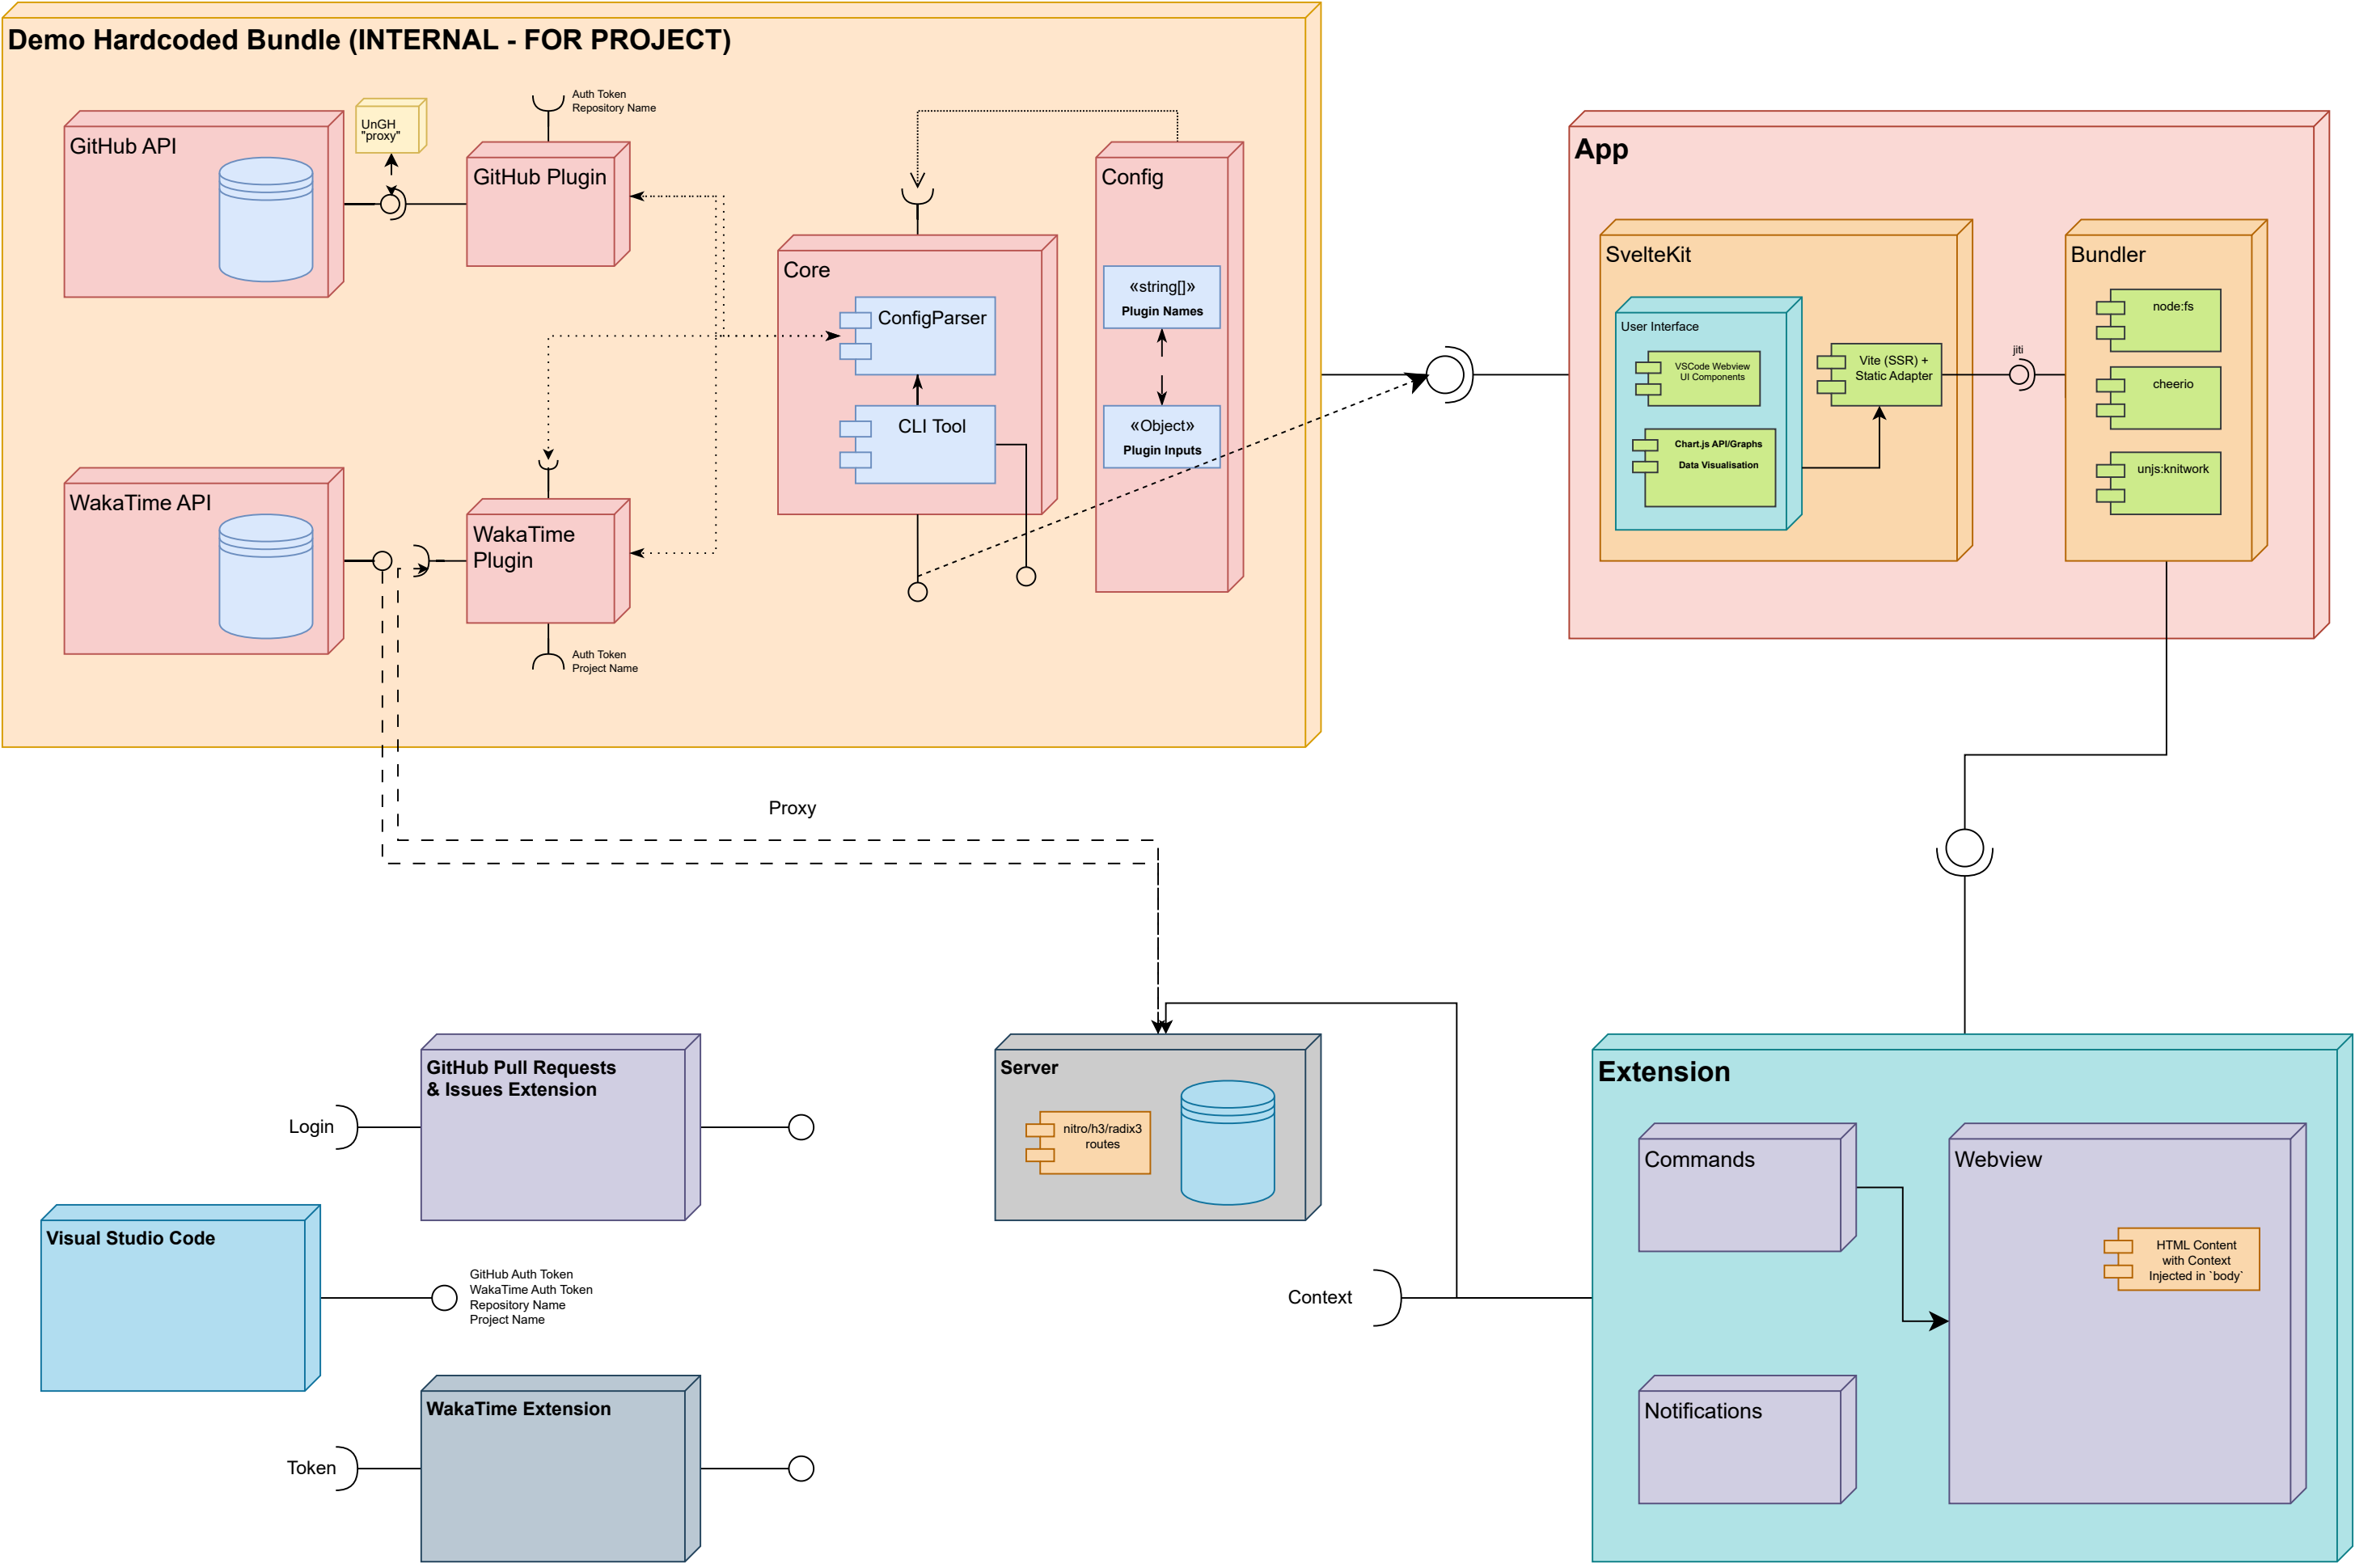 Demo Hardcoded Bundle (INTERNAL - FOR PROJECT)
GitHub API
UnGH
"proxy"
Auth Token
Repository Name
GitHub Plugin
Core
ConfigParser
CLI Tool
Config
«string[]»
Plugin Names
«Object»
Plugin Inputs
WakaTime API
WakaTime
Plugin
Auth Token
Project Name
App
SvelteKit
User Interface
VSCode Webview
UI Components
Chart.js API/Graphs
Data Visualisation
Vite (SSR) +
Static Adapter
jiti
Bundler
node:fs
cheerio
unjs:knitwork
Proxy
GitHub Pull Requests
& Issues Extension
Login
Visual Studio Code
GitHub Auth Token
WakaTime Auth Token
Repository Name
Project Name
WakaTime Extension
Token
Server
nitro/h3/radix3
routes
Context
Extension
Commands
Webview
HTML Content
with Context
Injected in `body`
Notifications